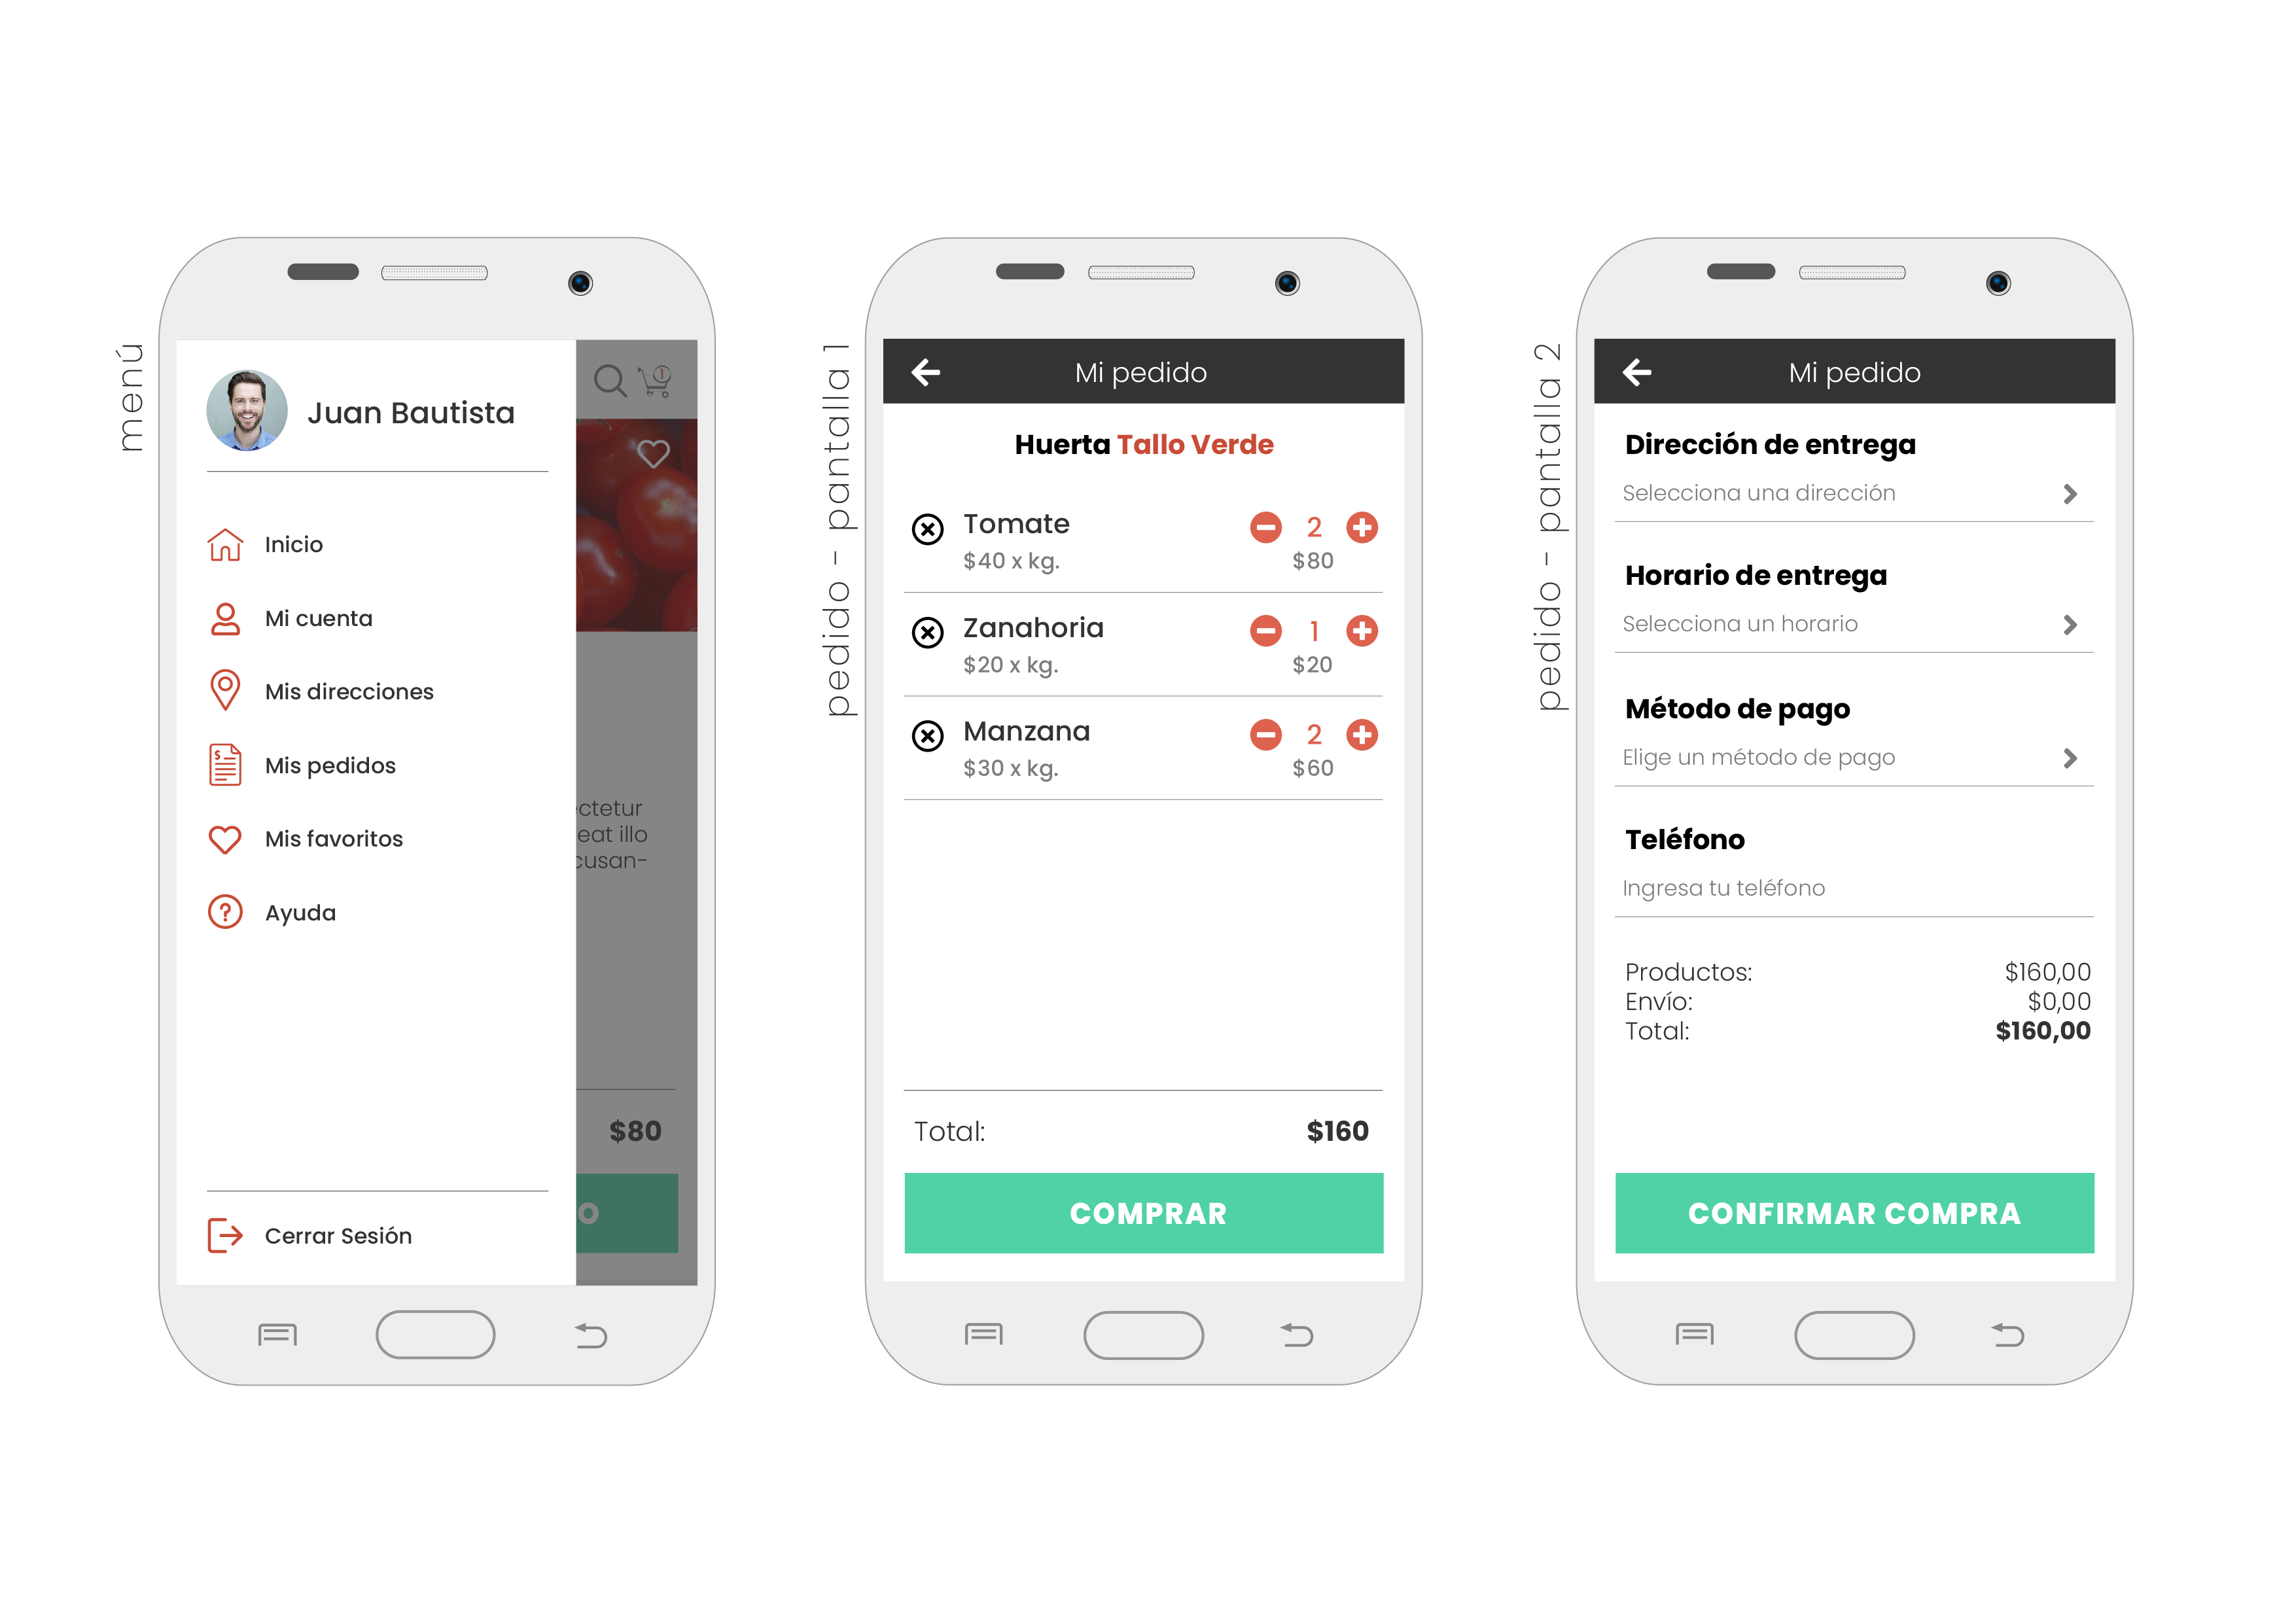 menú
Juan Bautista
Inicio
Mi cuenta
Mis direcciones
Mis pedidos
Mis favoritos
Ayuda
Cerrar Sesión
1
ectetur
eat illo
cusan-
$80
O
pedido - pantalla 1
Mi pedido
Huerta Tallo Verde
Tomate 2
$40 x kg. $80
Zanahoria 1
$20 x kg. $20
Manzana 2
$30 x kg. $60
Total: $160
COMPRAR
pedido - pantalla 2
Mi pedido
Dirección de entrega
Selecciona una dirección
Horario de entrega
Selecciona un horario
Método de pago
Elige un método de pago
Teléfono
Ingresa tu teléfono
Productos: $160,00
Envío: $0,00
Total: $160,00
CONFIRMAR COMPRA